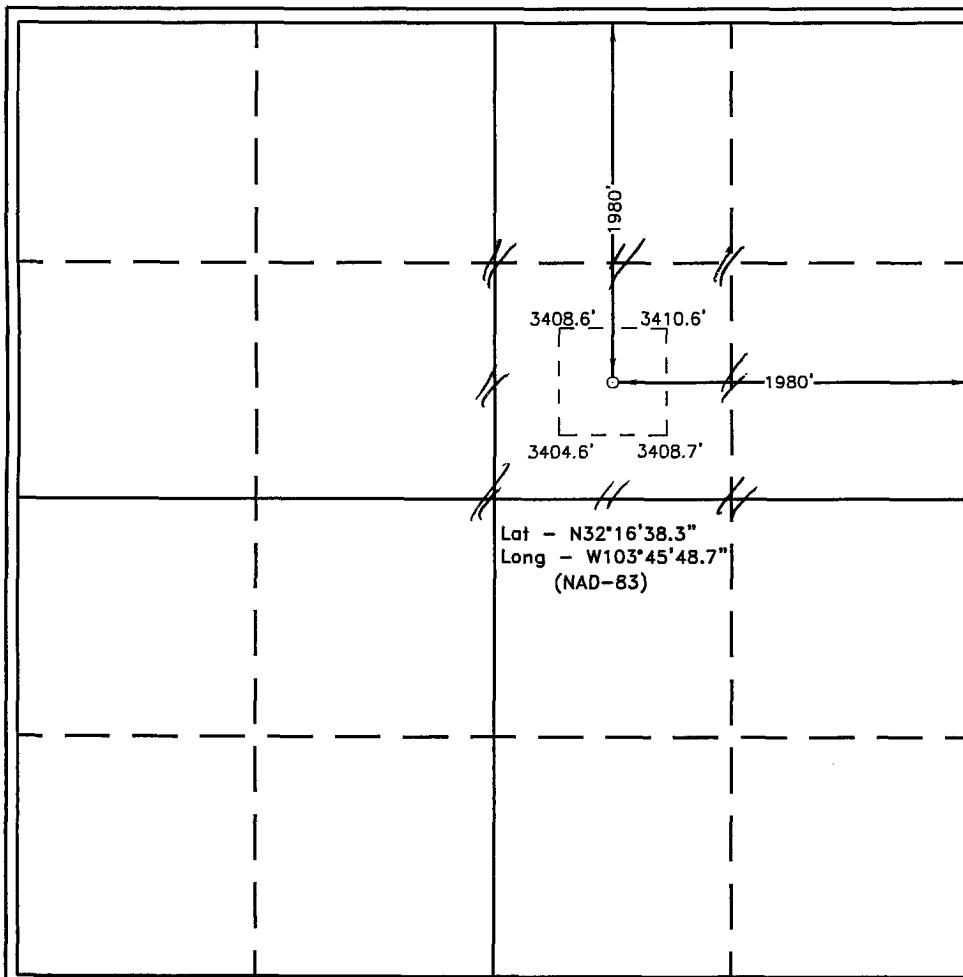 1980'
3408.6' 3410.6'
1980'
3404.6' 3408.7'
Lat - N32°16'38.3"
Long - W103°45'48.7"
(NAD-83)